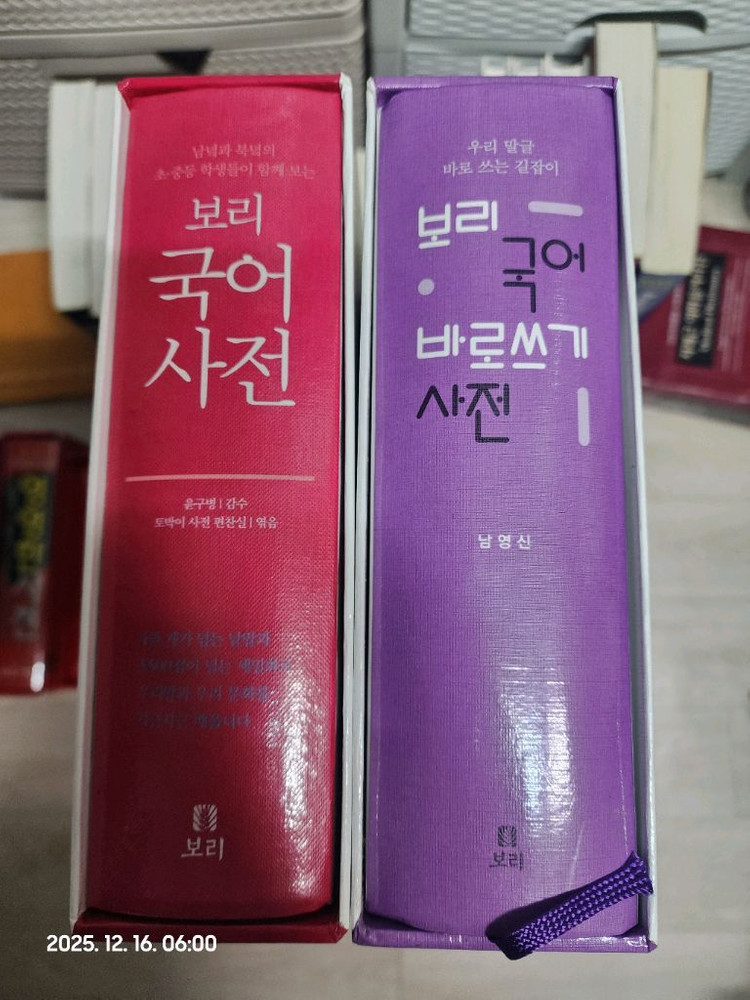 남녘과 북녘의
초·중등 학생들이 함께 보는
보리
국어
사전
윤구병 | 감수
토박이 사전 편찬실 | 엮음
보리
우리 말글
바로 쓰는 길잡이
보리
국어
바로쓰기
사전
남영신
보리
2025. 12. 16. 06:00